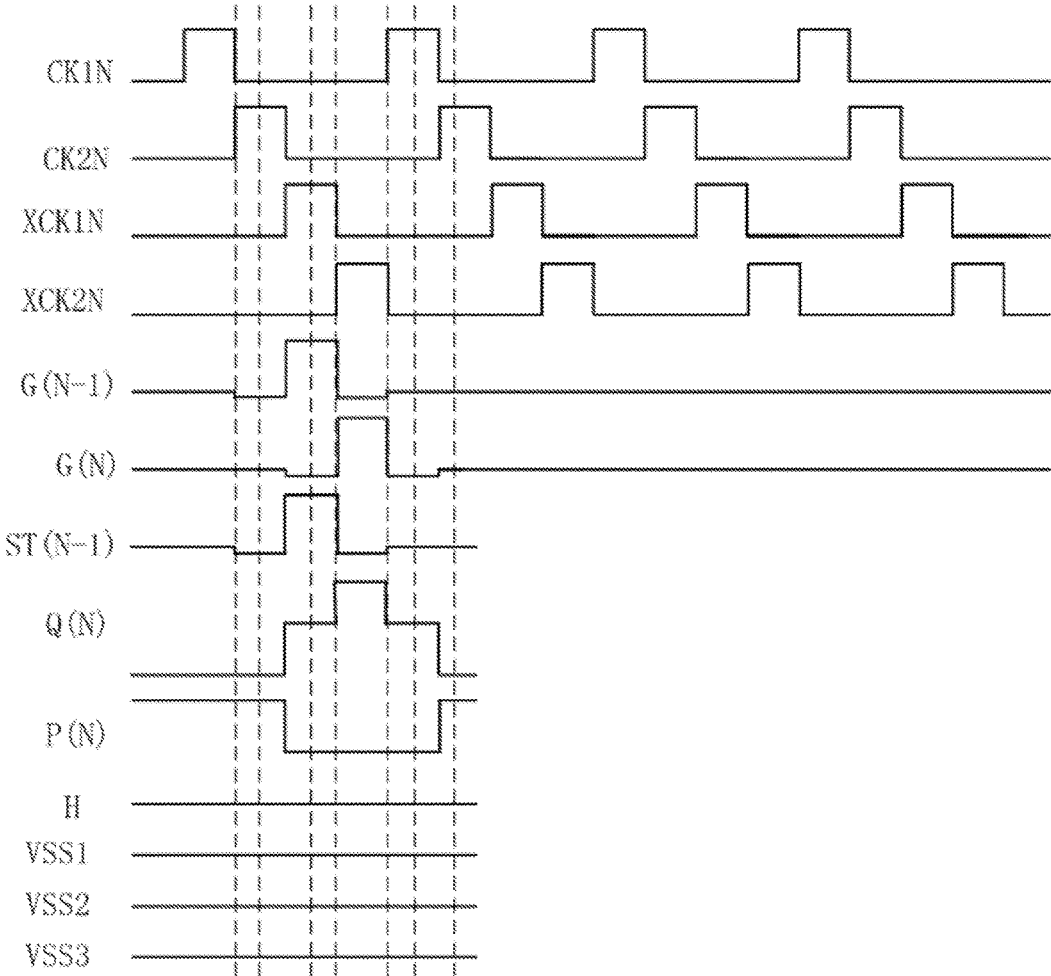 CK1N
CK2N
XCK1N
XCK2N
G(N-1)
G(N)
ST(N-1)
Q(N)
P(N)
H
VSS1
VSS2
VSS3